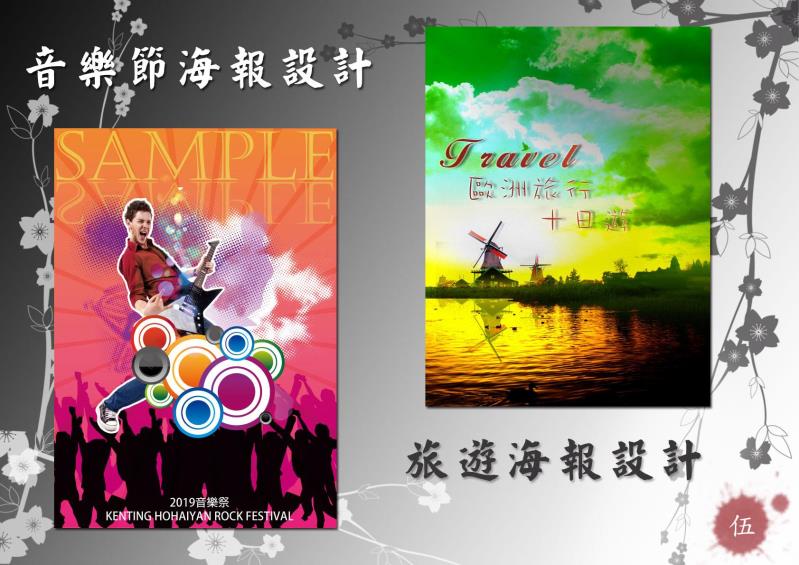 音樂節海報設計
SAMPLE
SAMPLE
2019音樂祭
KENTING HOHAIYAN ROCK FESTIVAL
Travel
歐洲旅行
十日遊
旅遊海報設計
伍